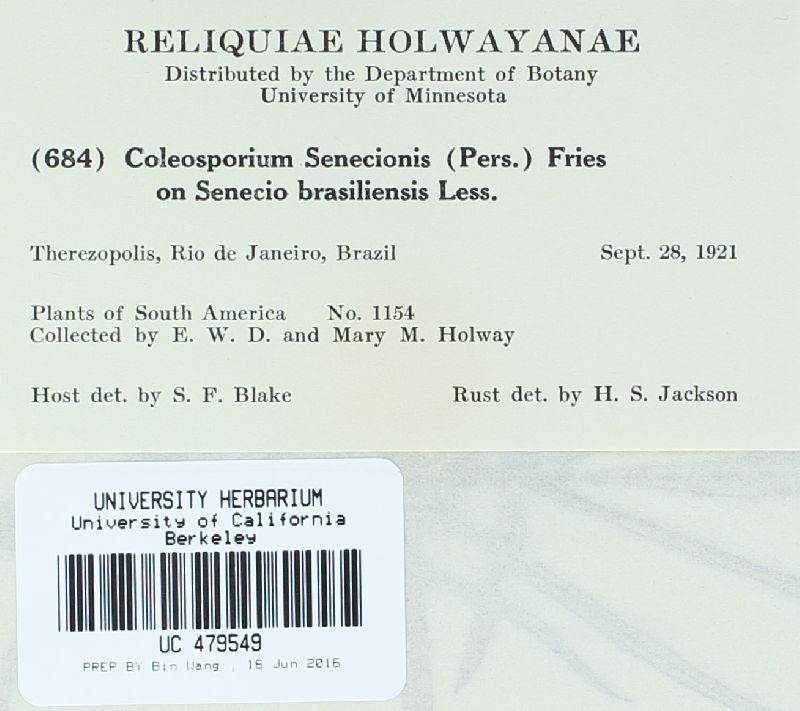 RELIQUIAE HOLWAYANAE
Distributed by the Department of Botany
University of Minnesota
(684) Coleosporium Senecionis (Pers.) Fries
on Senecio brasiliensis Less.
Therezopolis, Rio de Janeiro, Brazil Sept. 28, 1921
Plants of South America No. 1154
Collected by E. W. D. and Mary M. Holway
Host det. by S. F. Blake Rust det. by H. S. Jackson
UNIVERSITY HERBARIUM
University of California
Berkeley
UC 479549
PREP BY Bin Wang , 16 Jun 2016